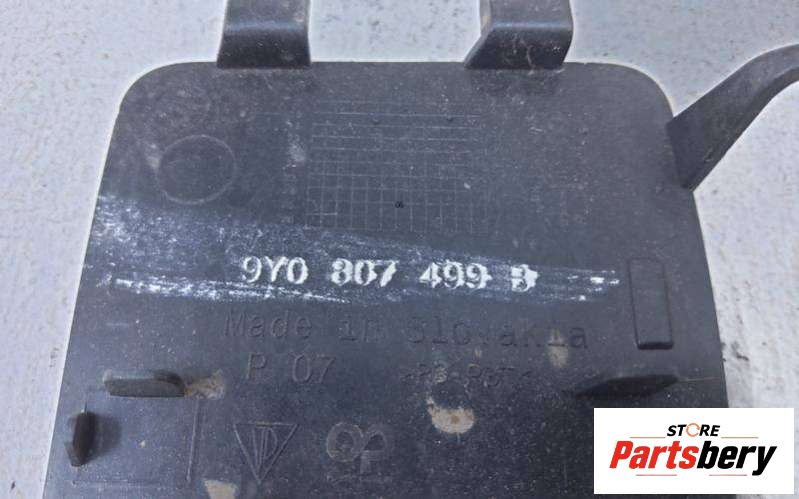 9Y0 807 499 B
Made in Slovakia
P 07
STORE
Partsbery